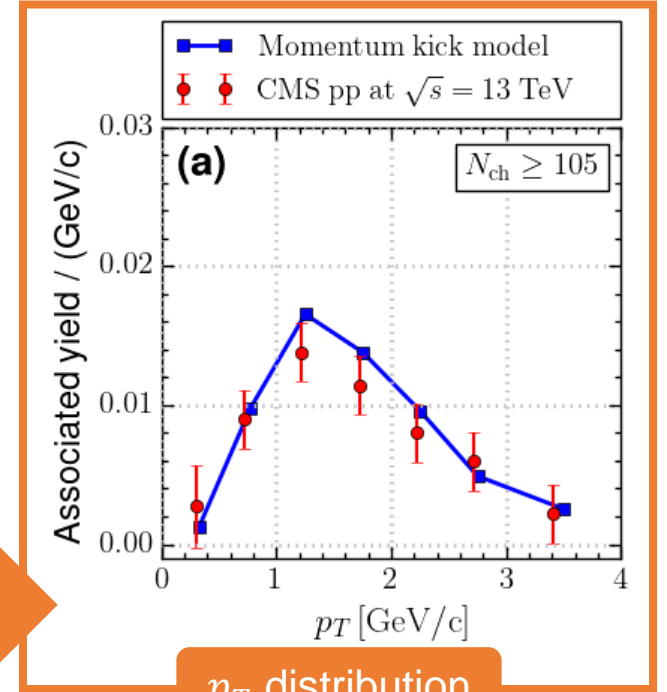 Momentum kick model
CMS pp at √s = 13 TeV
(a)
N_ch ≥ 105
Associated yield / (GeV/c)
0.03
0.02
0.01
0.00
0 1 2 3 4
p_T [GeV/c]
p_T distribution